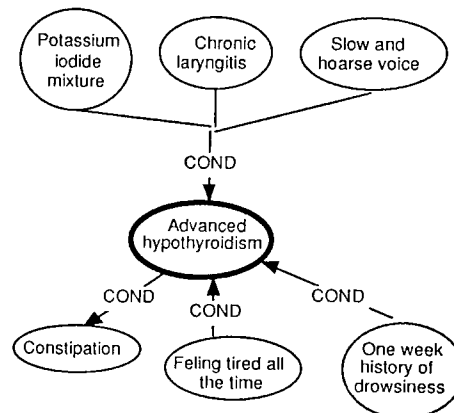 Potassium
iodide
mixture
Chronic
laryngitis
Slow and
hoarse voice
COND
Advanced
hypothyroidism
COND
COND
COND
Constipation
Feling tired all
the time
One week
history of
drowsiness